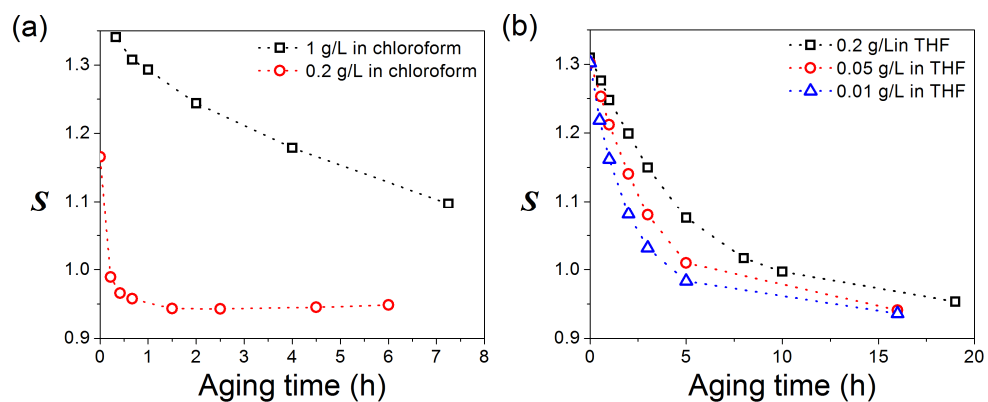 (a)
1 g/L in chloroform
0.2 g/L in chloroform
1.3
1.2
1.1
1.0
0.9
S
0 1 2 3 4 5 6 7 8
Aging time (h)
(b)
0.2 g/Lin THF
0.05 g/L in THF
0.01 g/L in THF
1.3
1.2
1.1
1.0
0.9
S
0 5 10 15 20
Aging time (h)